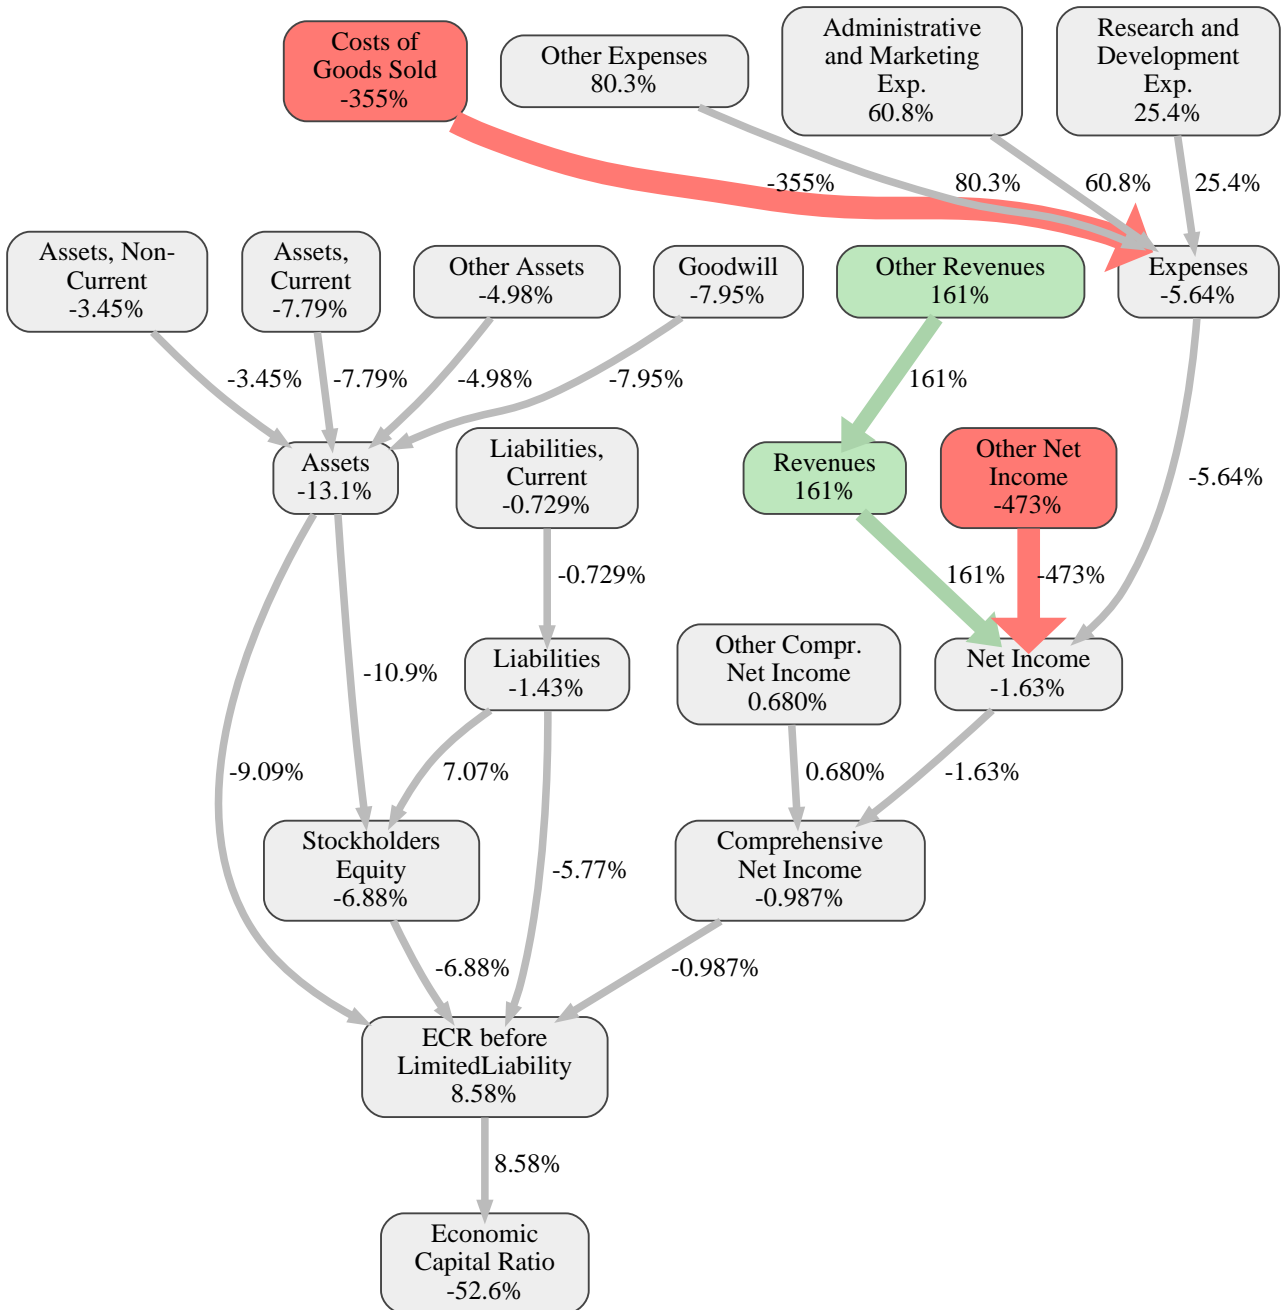 Costs of
Goods Sold
-355%
Other Expenses
80.3%
Administrative
and Marketing
Exp.
60.8%
Research and
Development
Exp.
25.4%
-355%
80.3%
60.8%
25.4%
Assets, Non-
Current
-3.45%
Assets,
Current
-7.79%
Other Assets
-4.98%
Goodwill
-7.95%
Other Revenues
161%
Expenses
-5.64%
-3.45%
-7.79%
-4.98%
-7.95%
161%
-5.64%
Assets
-13.1%
Liabilities,
Current
-0.729%
Revenues
161%
Other Net
Income
-473%
-0.729%
161%
-473%
-10.9%
Liabilities
-1.43%
Other Compr.
Net Income
0.680%
Net Income
-1.63%
-9.09%
7.07%
0.680%
-1.63%
Stockholders
Equity
-6.88%
-5.77%
Comprehensive
Net Income
-0.987%
-6.88%
-0.987%
ECR before
LimitedLiability
8.58%
8.58%
Economic
Capital Ratio
-52.6%